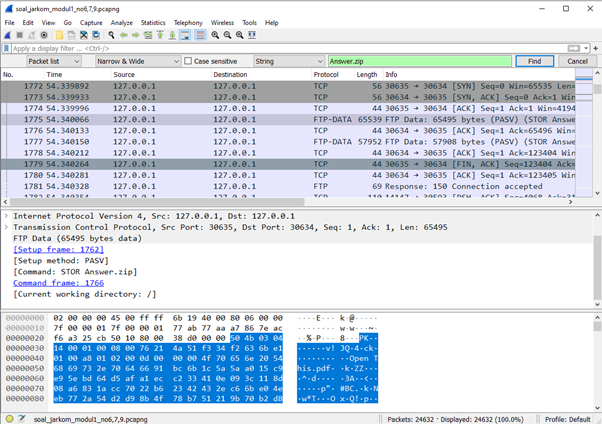 soal_jarkom_modul1_no6,7,9.pcapng
File Edit View Go Capture Analyze Statistics Telephony Wireless Tools Help
Apply a display filter ... <Ctrl-/>
Packet list Narrow & Wide Case sensitive String Answer.zip Find Cancel
No. Time Source Destination Protocol Length Info
1772 54.339892 127.0.0.1 127.0.0.1 TCP 56 30635 → 30634 [SYN] Seq=0 Win=65535 Len=
1773 54.339933 127.0.0.1 127.0.0.1 TCP 56 30634 → 30635 [SYN, ACK] Seq=0 Ack=1 Win
1774 54.339996 127.0.0.1 127.0.0.1 TCP 44 30635 → 30634 [ACK] Seq=1 Ack=1 Win=4194
1775 54.340066 127.0.0.1 127.0.0.1 FTP-DATA 65539 FTP Data: 65495 bytes (PASV) (STOR Answe
1776 54.340133 127.0.0.1 127.0.0.1 TCP 44 30634 → 30635 [ACK] Seq=1 Ack=65496 Win=
1777 54.340150 127.0.0.1 127.0.0.1 FTP-DATA 57952 FTP Data: 57908 bytes (PASV) (STOR Answe
1778 54.340212 127.0.0.1 127.0.0.1 TCP 44 30634 → 30635 [ACK] Seq=1 Ack=123404 Win
1779 54.340264 127.0.0.1 127.0.0.1 TCP 44 30635 → 30634 [FIN, ACK] Seq=123404 Ack=
1780 54.340281 127.0.0.1 127.0.0.1 TCP 44 30634 → 30635 [ACK] Seq=1 Ack=123405 Win
1781 54.340328 127.0.0.1 127.0.0.1 FTP 69 Response: 150 Connection accepted
Internet Protocol Version 4, Src: 127.0.0.1, Dst: 127.0.0.1
Transmission Control Protocol, Src Port: 30635, Dst Port: 30634, Seq: 1, Ack: 1, Len: 65495
FTP Data (65495 bytes data)
[Setup frame: 1762]
[Setup method: PASV]
[Command: STOR Answer.zip]
Command frame: 1766
[Current working directory: /]
00000000 02 00 00 00 45 00 ff ff 6b 19 40 00 80 06 00 00 ····E··· k·@·····
00000010 7f 00 00 01 7f 00 00 01 77 ab 77 aa a7 86 7e ac ········ w·w···~·
00000020 f6 a3 25 cb 50 10 80 00 38 d0 00 00 50 4b 03 04 ··%·P··· 8···PK··
00000030 14 00 01 00 08 00 76 21 4a 51 f3 34 f2 63 6b e1 ······v! JQ·4·ck·
00000040 01 00 a8 01 02 00 0d 00 00 00 4f 70 65 6e 20 54 ········ ··Open T
00000050 68 69 73 2e 70 64 66 91 bc 6b 1c 5a 5a a0 15 c9 his.pdf· ·k·ZZ···
00000060 e9 5e bd 64 d5 af a1 ec c2 33 41 0e 09 3c 11 8d ·^·d···· ·3A··<··
00000070 08 a6 83 1a cc 70 22 b6 23 42 43 2e c6 6b e0 4e ·····p"· #BC.·k·N
00000080 eb 77 2a 54 d2 d9 8b 4f 78 b7 51 21 9b 70 b2 d8 ·w*T···O x·Q!·p··
soal_jarkom_modul1_no6,7,9.pcapng Packets: 24632 · Displayed: 24632 (100.0%) Profile: Default